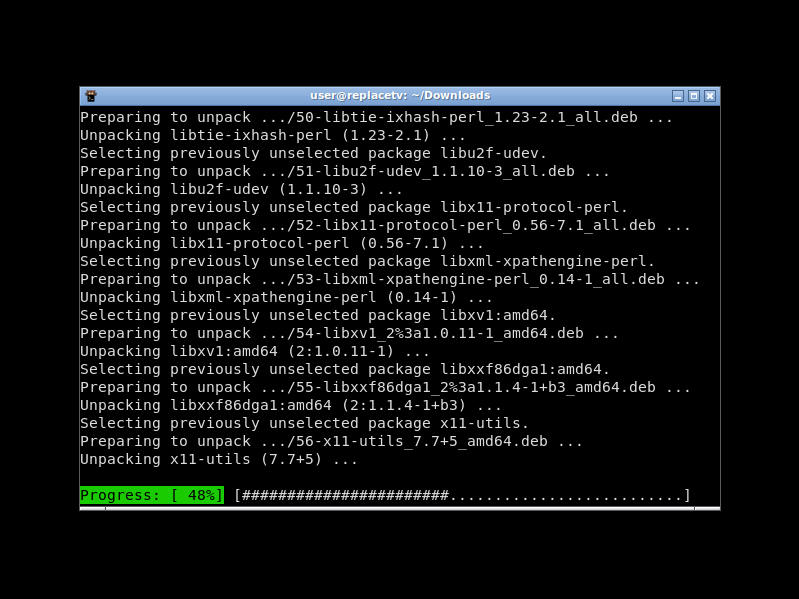 user@replacetv: ~/Downloads
Preparing to unpack .../50-libtie-ixhash-perl_1.23-2.1_all.deb ...
Unpacking libtie-ixhash-perl (1.23-2.1) ...
Selecting previously unselected package libu2f-udev.
Preparing to unpack .../51-libu2f-udev_1.1.10-3_all.deb ...
Unpacking libu2f-udev (1.1.10-3) ...
Selecting previously unselected package libx11-protocol-perl.
Preparing to unpack .../52-libx11-protocol-perl_0.56-7.1_all.deb ...
Unpacking libx11-protocol-perl (0.56-7.1) ...
Selecting previously unselected package libxml-xpathengine-perl.
Preparing to unpack .../53-libxml-xpathengine-perl_0.14-1_all.deb ...
Unpacking libxml-xpathengine-perl (0.14-1) ...
Selecting previously unselected package libxv1:amd64.
Preparing to unpack .../54-libxv1_2%3a1.0.11-1_amd64.deb ...
Unpacking libxv1:amd64 (2:1.0.11-1) ...
Selecting previously unselected package libxxf86dga1:amd64.
Preparing to unpack .../55-libxxf86dga1_2%3a1.1.4-1+b3_amd64.deb ...
Unpacking libxxf86dga1:amd64 (2:1.1.4-1+b3) ...
Selecting previously unselected package x11-utils.
Preparing to unpack .../56-x11-utils_7.7+5_amd64.deb ...
Unpacking x11-utils (7.7+5) ...
Progress: [ 48%] [#######################..........................]